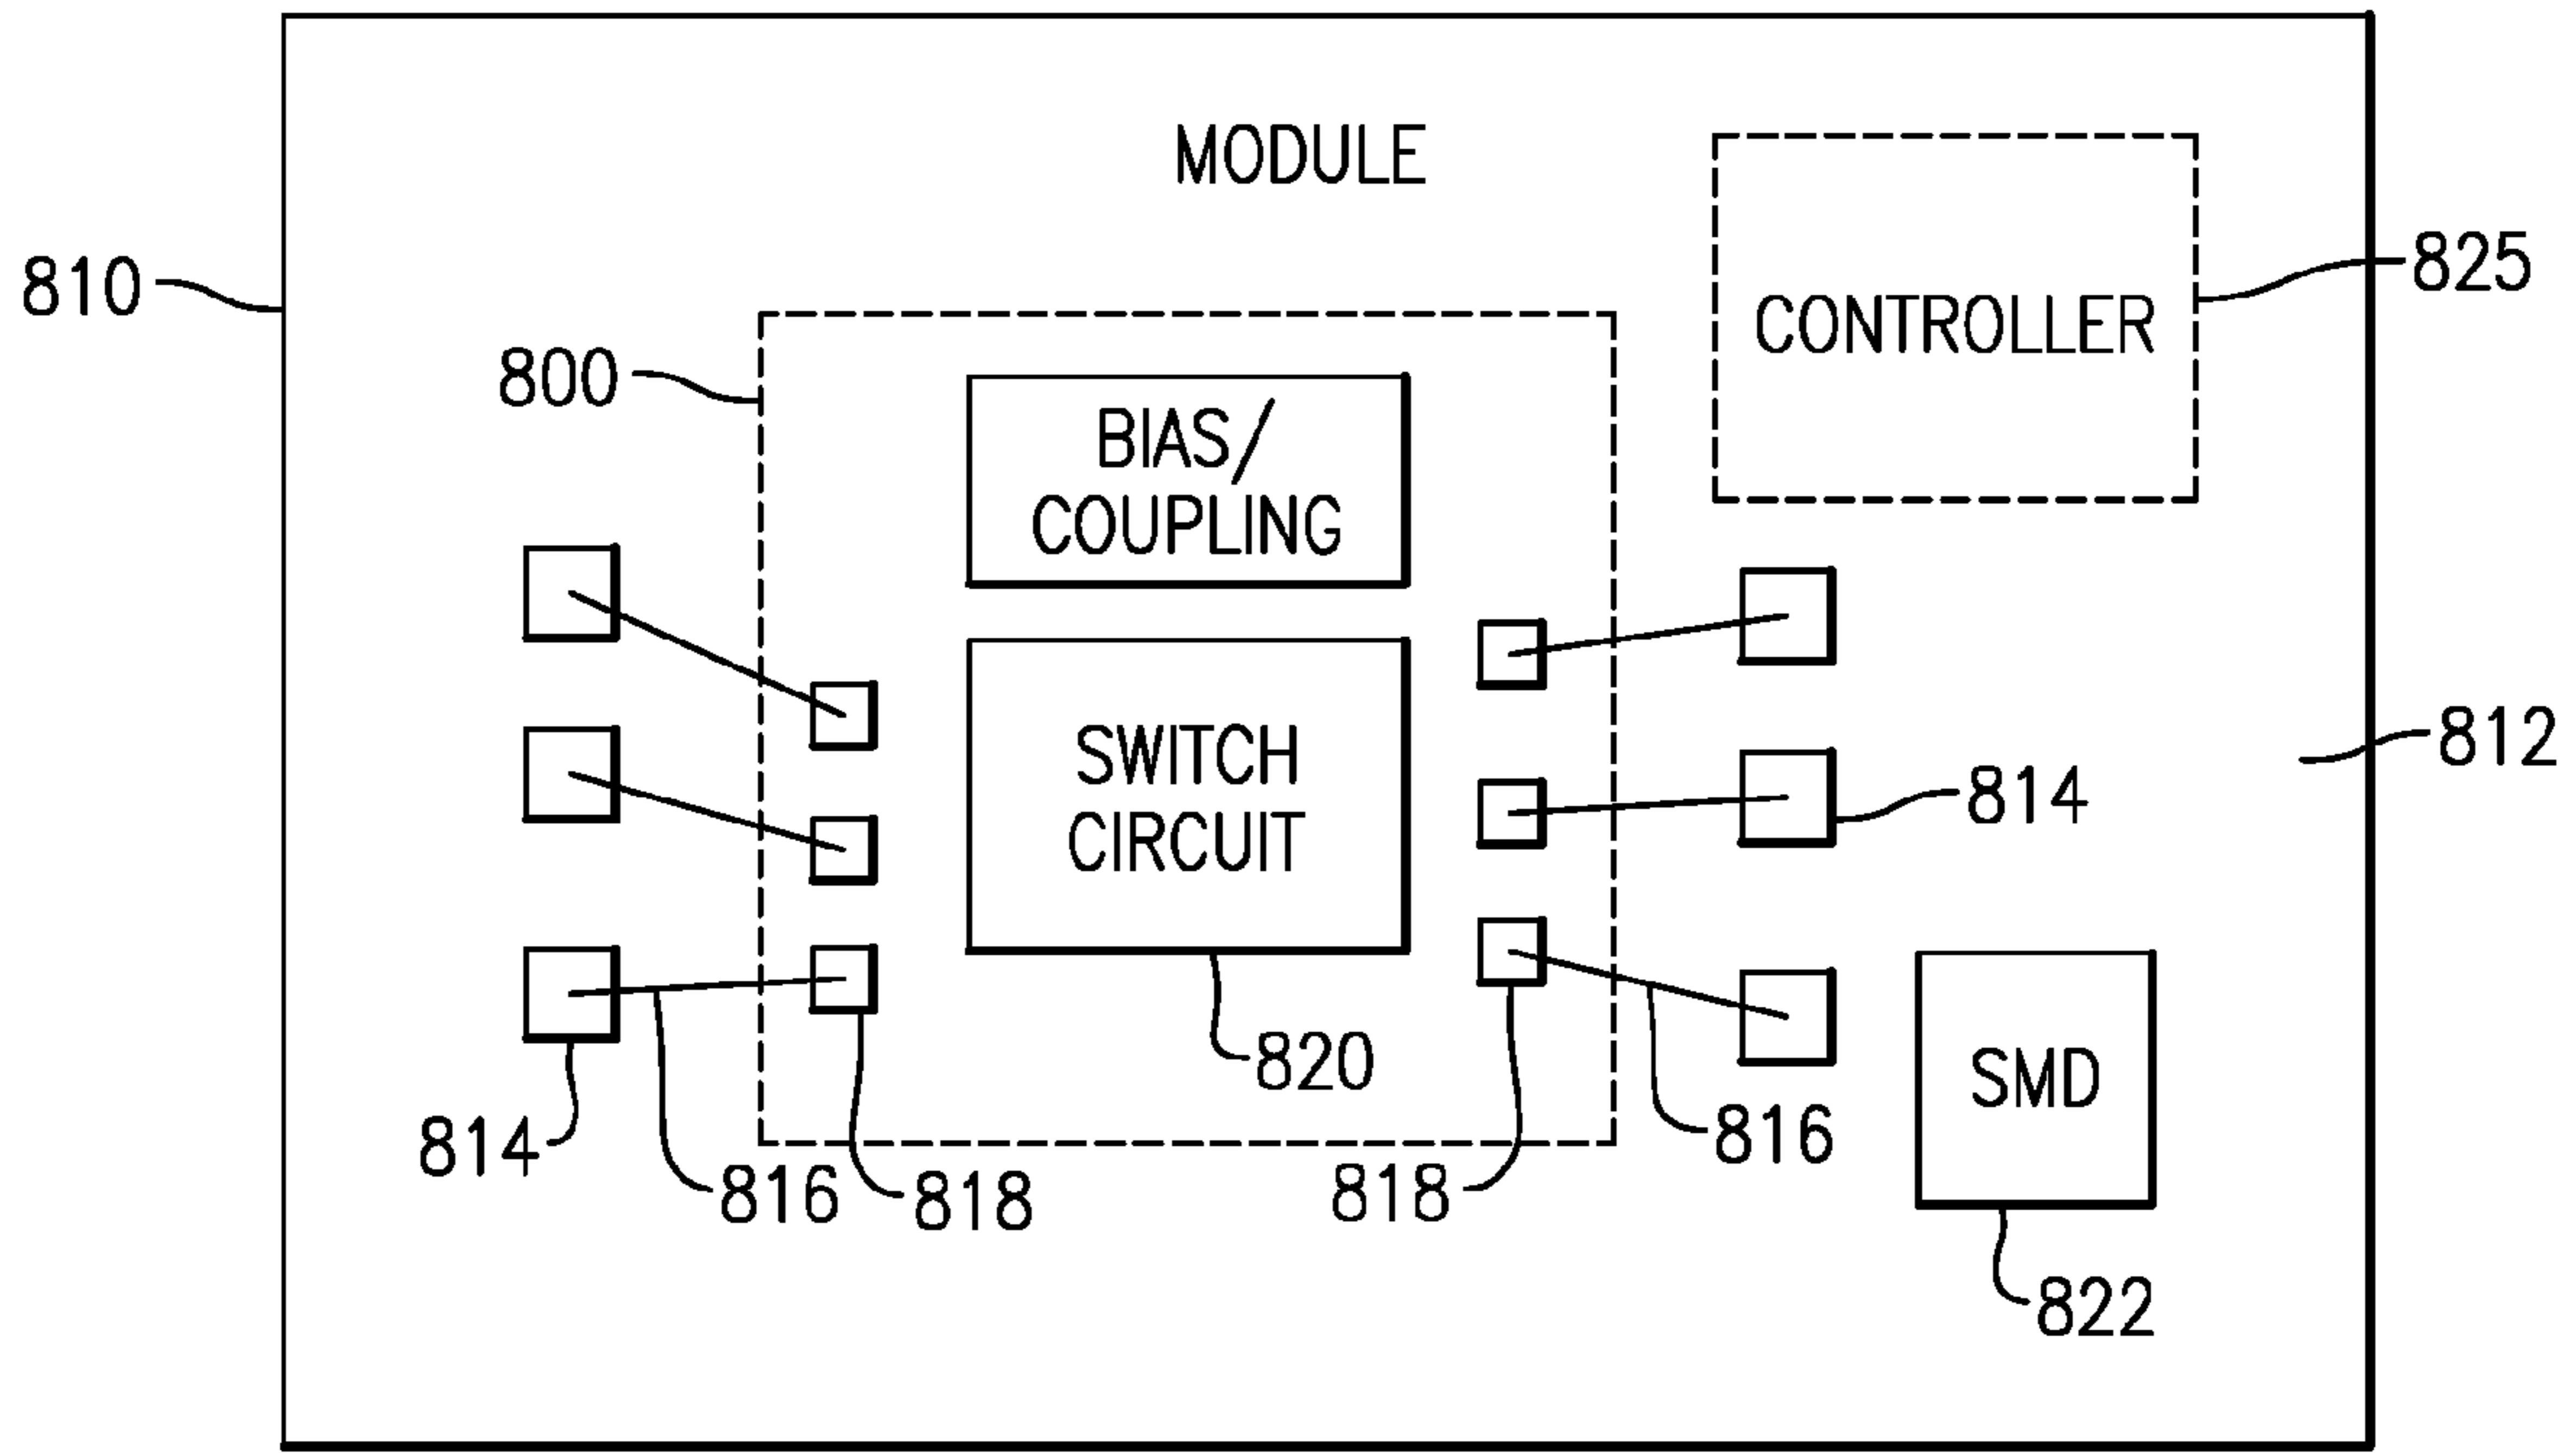 MODULE
810
825
CONTROLLER
800
BIAS/
COUPLING
812
SWITCH
CIRCUIT
814
820
SMD
814
816
816
818
818
822